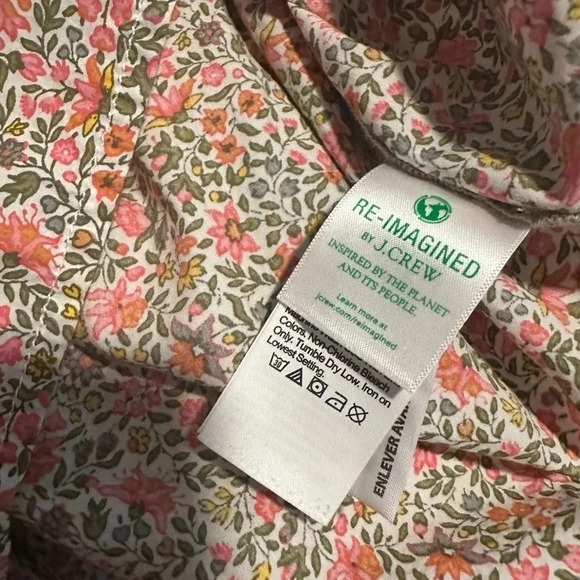 RE-IMAGINED
BY J.CREW
INSPIRED BY THE PLANET
AND ITS PEOPLE.
Learn more at
jcrew.com/reimagined
Colors. Non-Chlorine Bleach
Only. Tumble Dry Low. Iron on
Lowest Setting.
ENLEVER